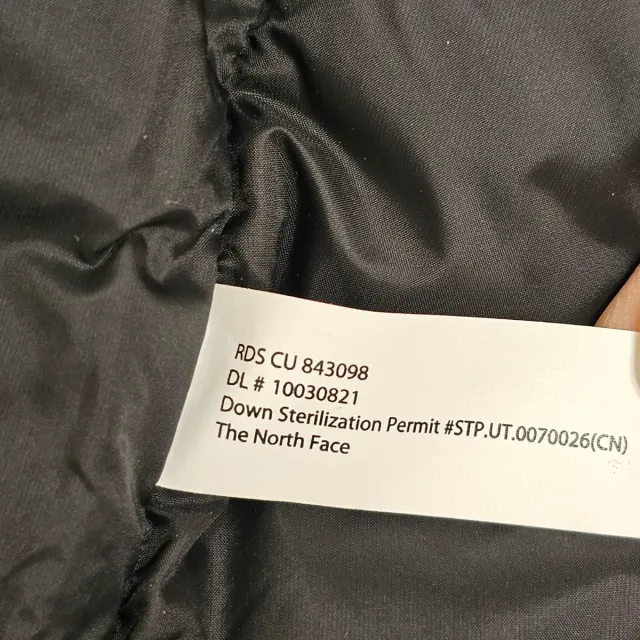 RDS CU 843098
DL # 10030821
Down Sterilization Permit #STP.UT.0070026(CN)
The North Face